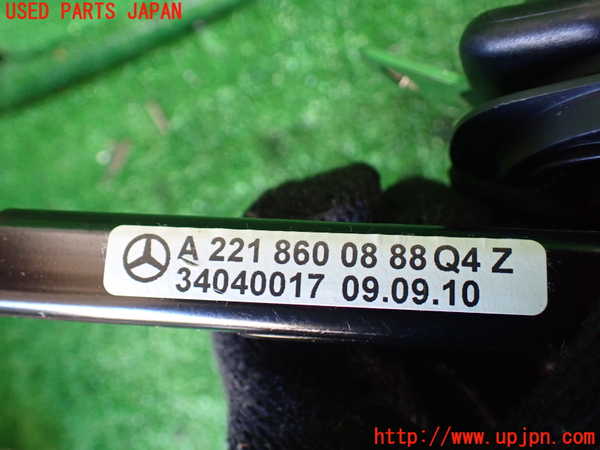 USED PARTS JAPAN
A 221 860 08 88 Q4 Z
34040017 09.09.10
http://www.upjpn.com